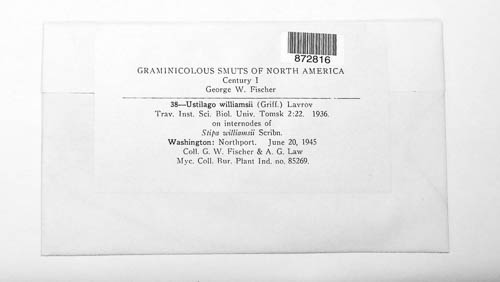 872816
GRAMINICOLOUS SMUTS OF NORTH AMERICA
Century I
George W. Fischer
38—Ustilago williamsii (Griff.) Lavrov
Trav. Inst. Sci. Biol. Univ. Tomsk 2:22. 1936.
on internodes of
Stipa williamsii Scribn.
Washington: Northport. June 20, 1945
Coll. G. W. Fischer & A. G. Law
Myc. Coll. Bur. Plant Ind. no. 85269.